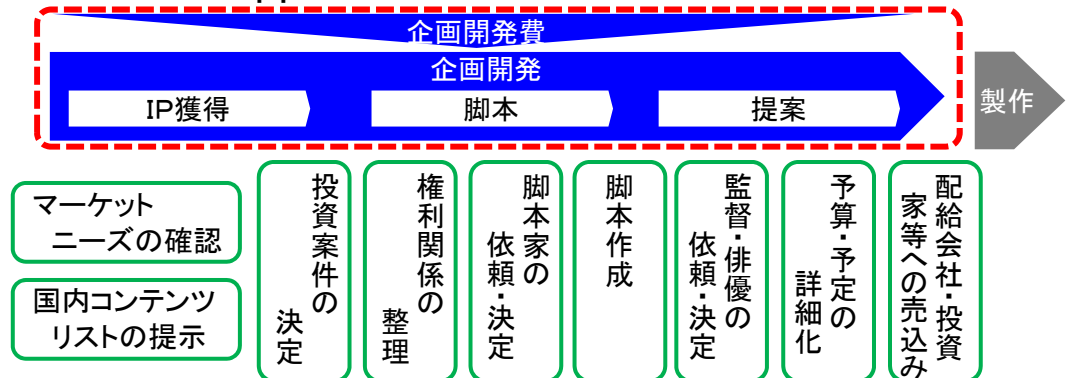 企画開発費
企画開発
IP獲得
脚本
提案
製作
マーケット
ニーズの確認
国内コンテンツ
リストの提示
投資案件の
決定
権利関係の
整理
脚本家の
依頼・決定
脚本作成
監督・俳優の
依頼・決定
予算・予定の
詳細化
配給会社・投資
家等への売込み